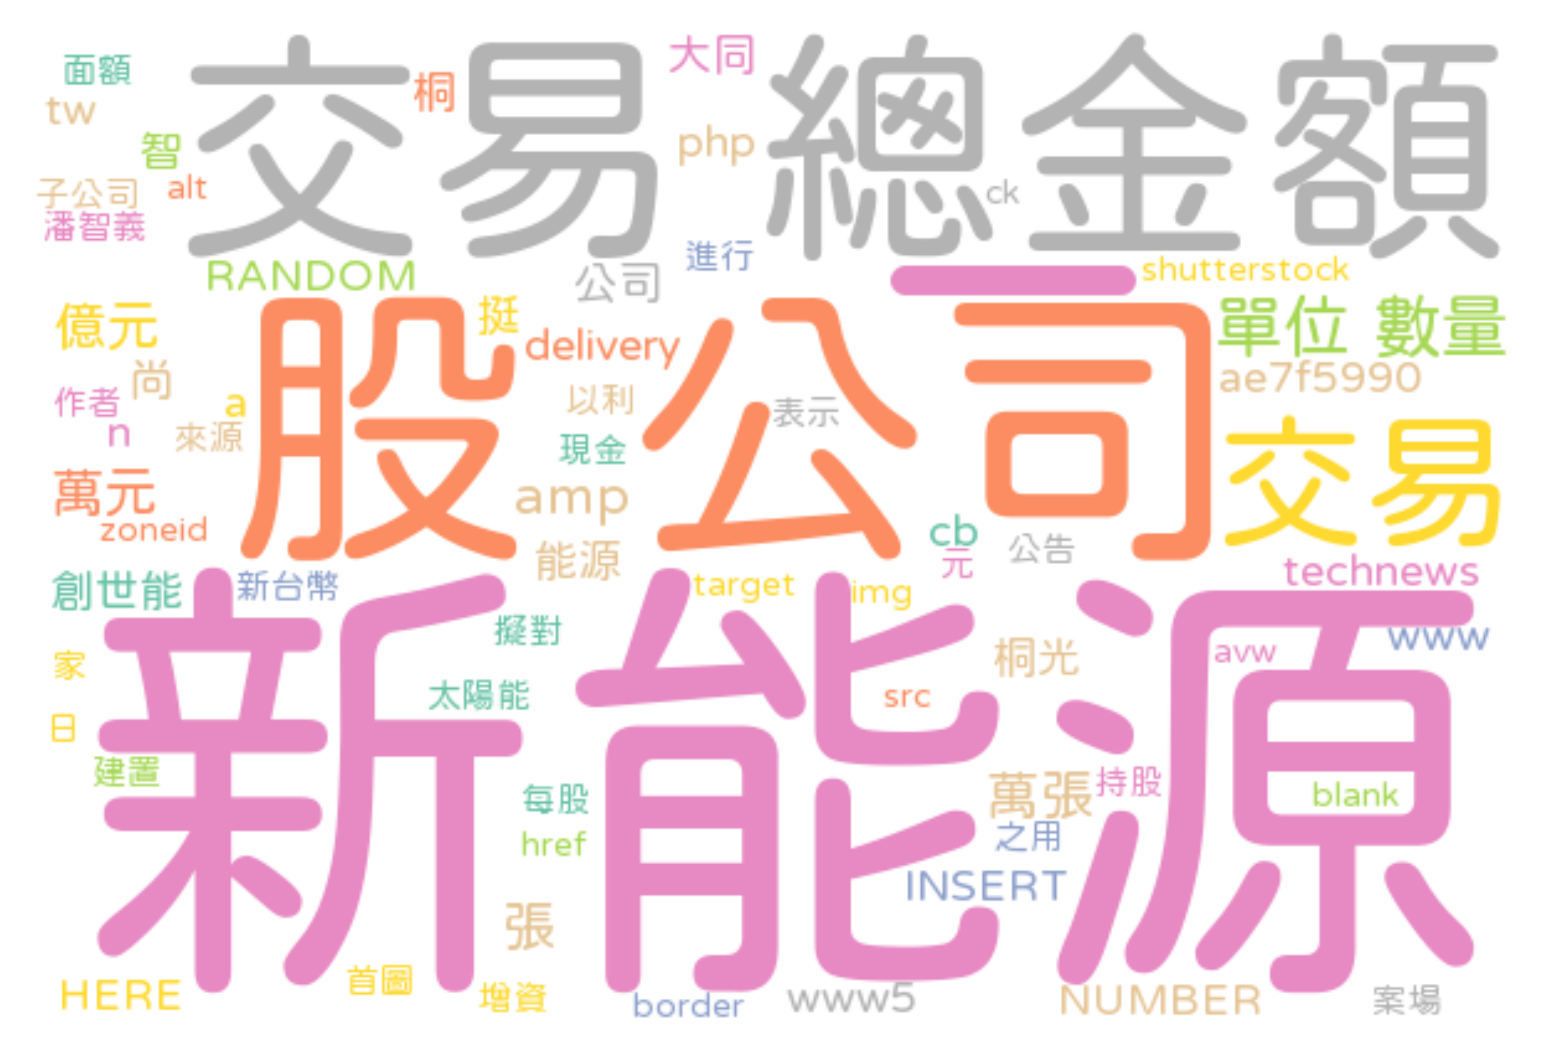 面額
交易總金額
大同
桐
tw
php
智
子公司
alt
ck
潘智義
進行
RANDOM
公司
一
shutterstock
億元
挺
單位 數量
股公司
delivery
尚
ae7f5990
作者
a
以利
表示
n
來源
現金
交易
萬元
amp
zoneid
cb
公告
能源
元
technews
創世能
新台幣
target
img
新能源
擬對
www
家
桐光
avw
太陽能
src
日
建置
萬張
持股
每股
blank
href
之用
INSERT
張
HERE
首圖
增資
border
www5
NUMBER
案場